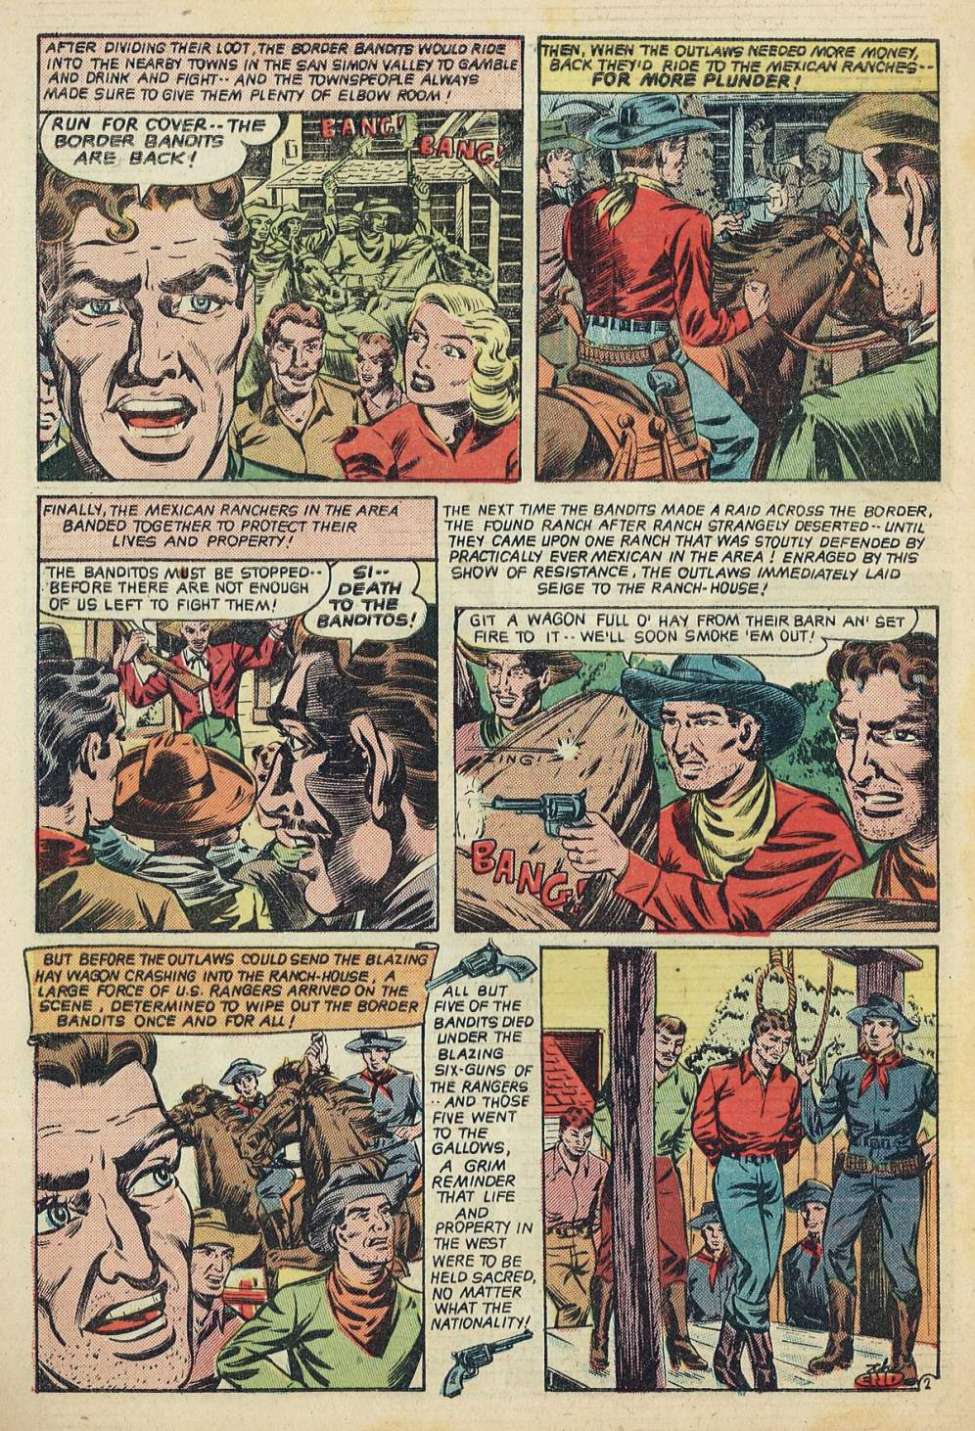 AFTER DIVIDING THEIR LOOT, THE BORDER BANDITS WOULD RIDE
INTO THE NEARBY TOWNS IN THE SAN SIMON VALLEY TO GAMBLE
AND DRINK AND FIGHT-- AND THE TOWNSPEOPLE ALWAYS
MADE SURE TO GIVE THEM PLENTY OF ELBOW ROOM!
RUN FOR COVER--THE
BORDER BANDITS
ARE BACK!
BANG!
BANG!
THEN, WHEN THE OUTLAWS NEEDED MORE MONEY,
BACK THEY'D RIDE TO THE MEXICAN RANCHES--
FOR MORE PLUNDER!
FINALLY, THE MEXICAN RANCHERS IN THE AREA
BANDED TOGETHER TO PROTECT THEIR
LIVES AND PROPERTY!
THE BANDITOS MUST BE STOPPED--
BEFORE THERE ARE NOT ENOUGH
OF US LEFT TO FIGHT THEM!
SI--
DEATH
TO THE
BANDITOS!
THE NEXT TIME THE BANDITS MADE A RAID ACROSS THE BORDER,
THE FOUND RANCH AFTER RANCH STRANGELY DESERTED--UNTIL
THEY CAME UPON ONE RANCH THAT WAS STOUTLY DEFENDED BY
PRACTICALLY EVER MEXICAN IN THE AREA! ENRAGED BY THIS
SHOW OF RESISTANCE, THE OUTLAWS IMMEDIATELY LAID
SEIGE TO THE RANCH-HOUSE!
GIT A WAGON FULL O' HAY FROM THEIR BARN AN' SET
FIRE TO IT--WE'LL SOON SMOKE 'EM OUT!
ZING!
BANG!
BUT BEFORE THE OUTLAWS COULD SEND THE BLAZING
HAY WAGON CRASHING INTO THE RANCH-HOUSE, A
LARGE FORCE OF U.S. RANGERS ARRIVED ON THE
SCENE, DETERMINED TO WIPE OUT THE BORDER
BANDITS ONCE AND FOR ALL!
ALL BUT
FIVE OF THE
BANDITS DIED
UNDER THE
BLAZING
SIX-GUNS OF
THE RANGERS
--AND THOSE
FIVE WENT
TO THE
GALLOWS,
A GRIM
REMINDER
THAT LIFE
AND
PROPERTY IN
THE WEST
WERE TO BE
HELD SACRED,
NO MATTER
WHAT THE
NATIONALITY!
THE
END
2